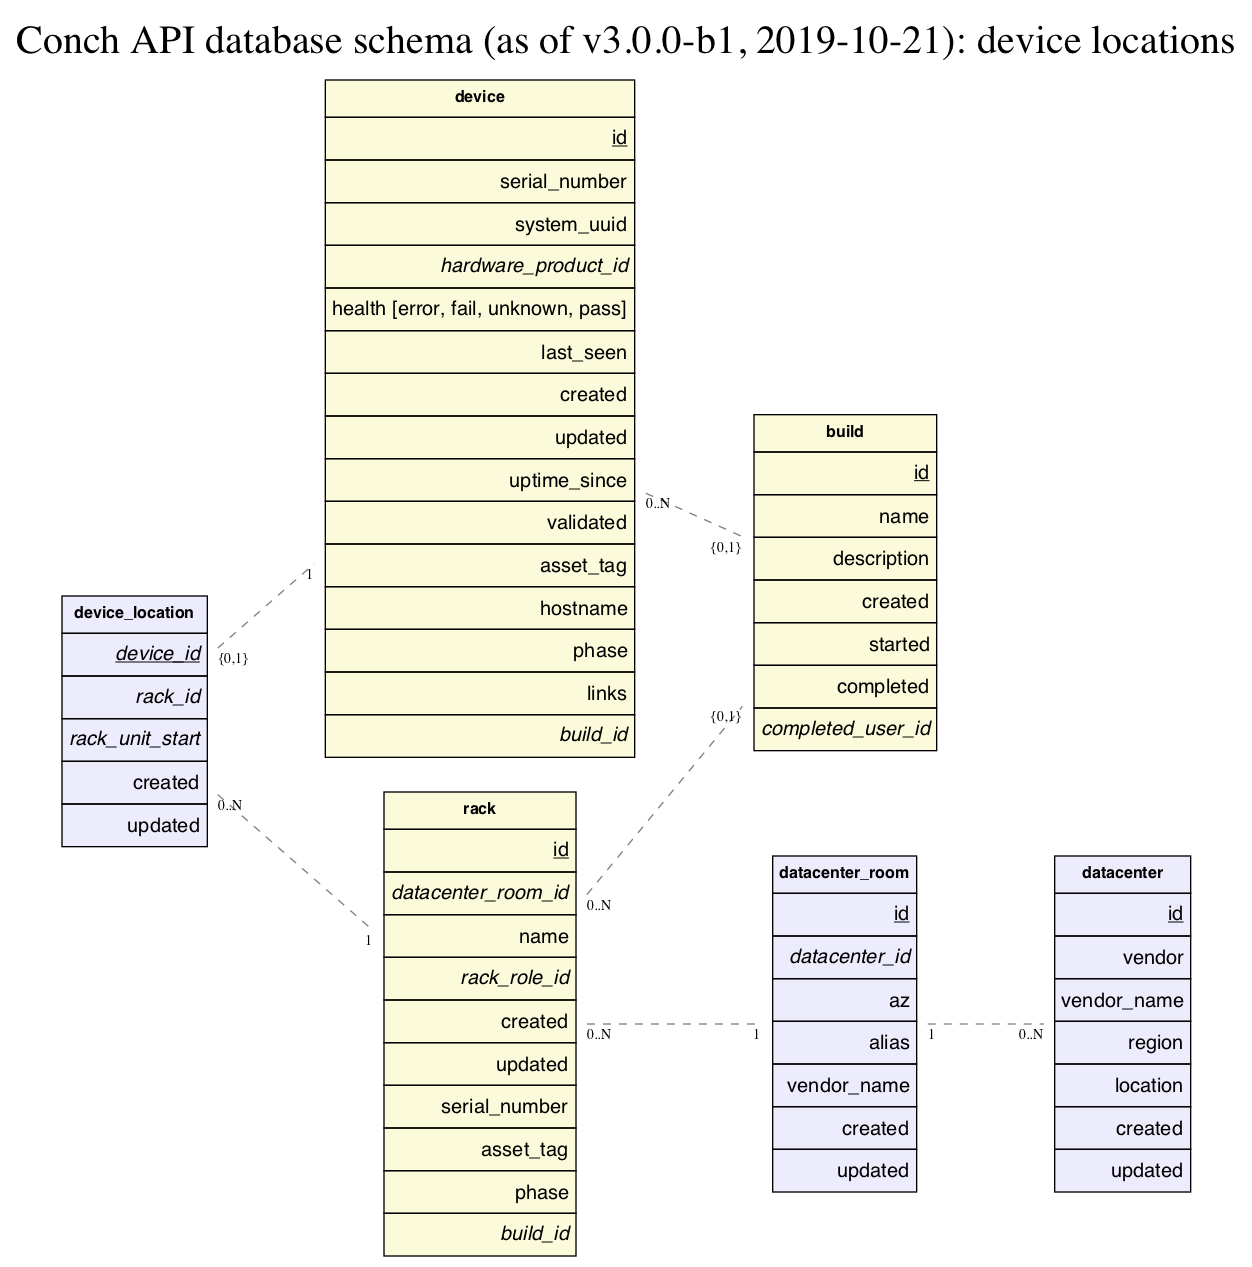 Conch API database schema (as of v3.0.0-b1, 2019-10-21): device locations
device
id
serial_number
system_uuid
hardware_product_id
health [error, fail, unknown, pass]
last_seen
created
updated
uptime_since
validated
asset_tag
hostname
phase
links
build_id
0..N
{0,1}
build
id
name
description
created
started
completed
completed_user_id
1
{0,1}
device_location
device_id
rack_id
rack_unit_start
created
updated
0..N
1
{0,1}
0..N
rack
id
datacenter_room_id
name
rack_role_id
created
updated
serial_number
asset_tag
phase
build_id
0..N
1
datacenter_room
id
datacenter_id
az
alias
vendor_name
created
updated
1
0..N
datacenter
id
vendor
vendor_name
region
location
created
updated